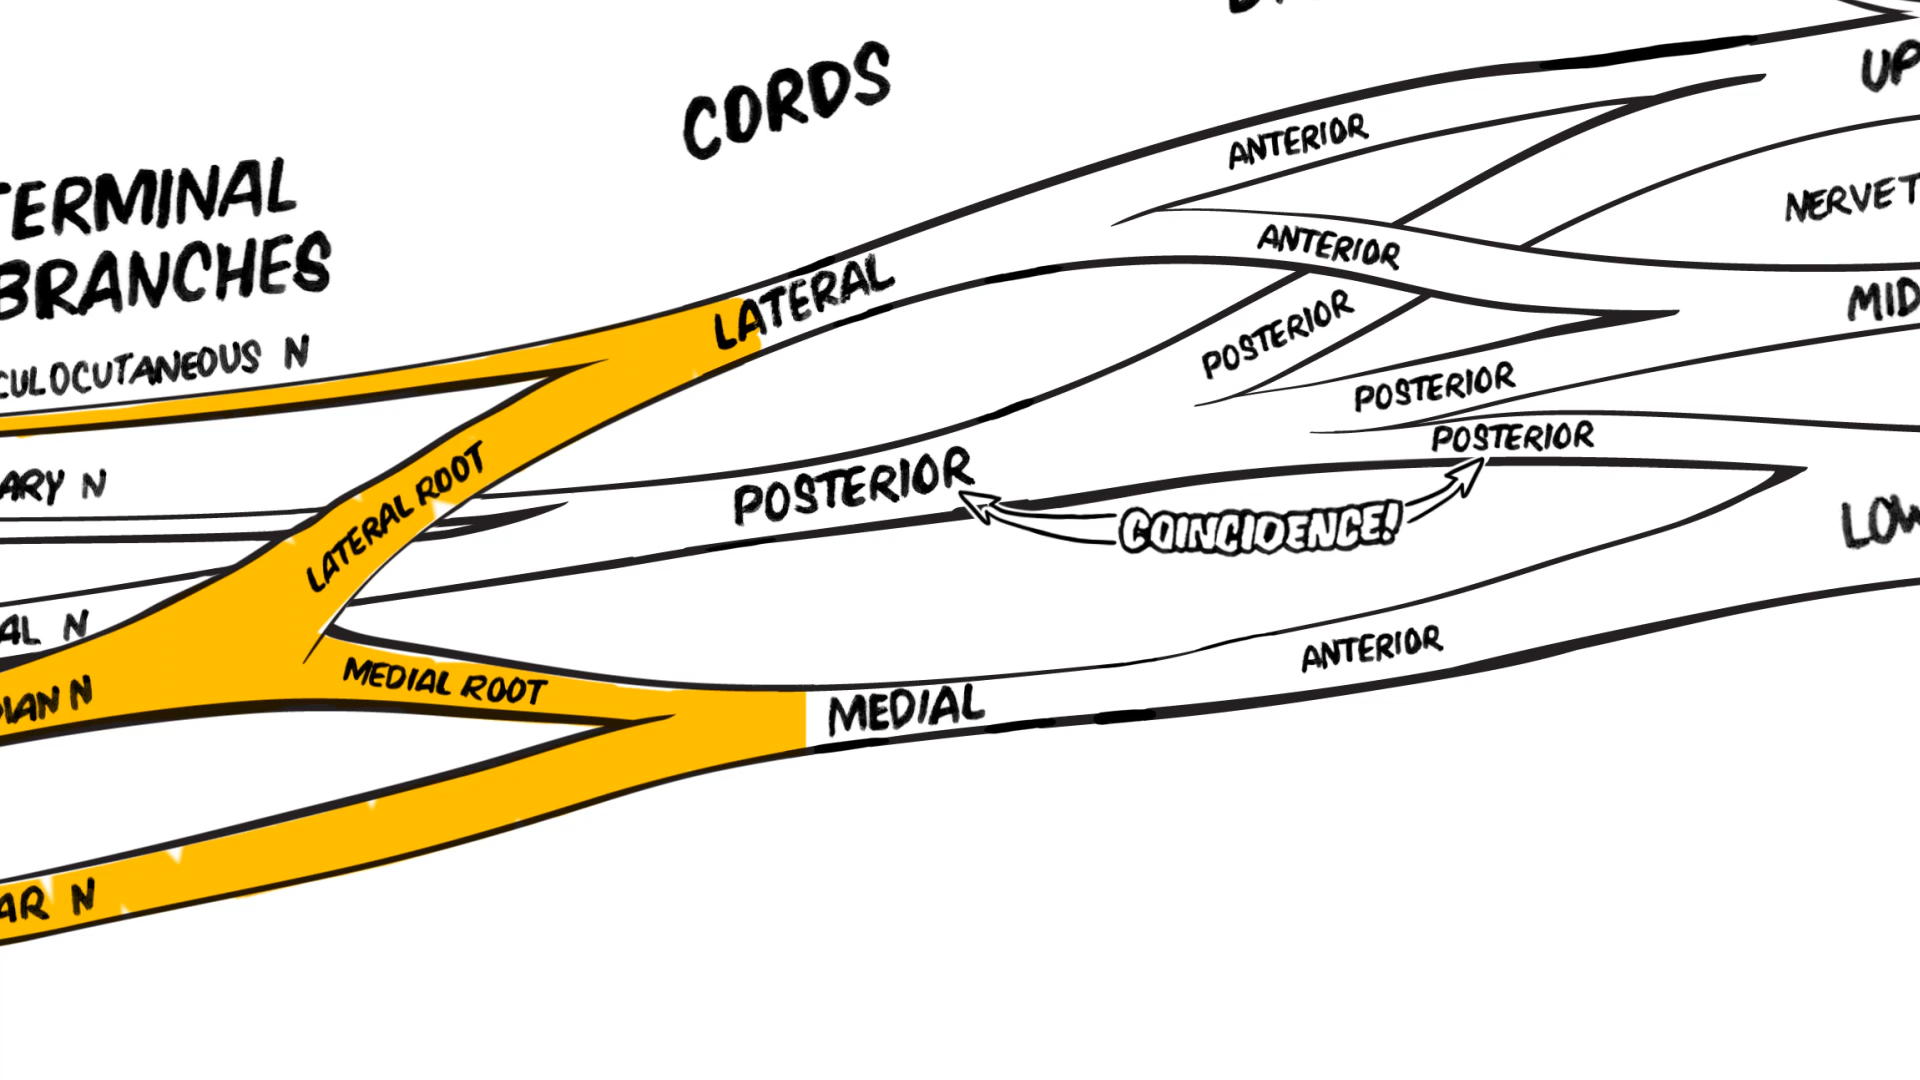 CORDS
TERMINAL
BRANCHES
CULOCUTANEOUS N
ARY N
AL N
IAN N
AR N
LATERAL
LATERAL ROOT
POSTERIOR
MEDIAL ROOT
MEDIAL
ANTERIOR
ANTERIOR
POSTERIOR
POSTERIOR
POSTERIOR
COINCIDENCE!
ANTERIOR
UP
NERVE T
MID
LOW